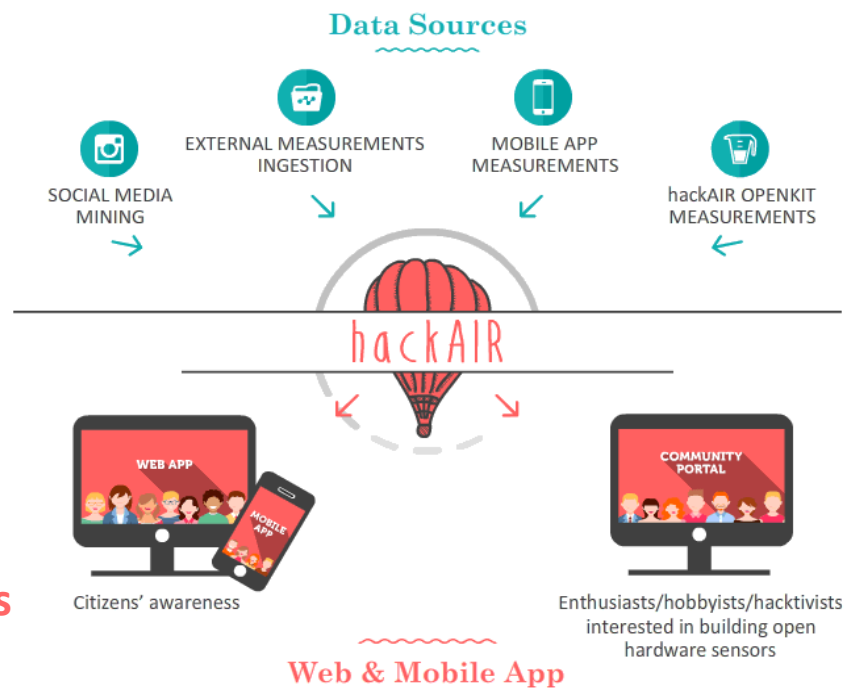 Data Sources
EXTERNAL MEASUREMENTS
INGESTION
MOBILE APP
MEASUREMENTS
SOCIAL MEDIA
MINING
hackAIR OPENKIT
MEASUREMENTS
hackAIR
WEB APP
MOBILE
APP
COMMUNITY
PORTAL
s
Citizens’ awareness
Enthusiasts/hobbyists/hacktivists
interested in building open
hardware sensors
Web & Mobile App